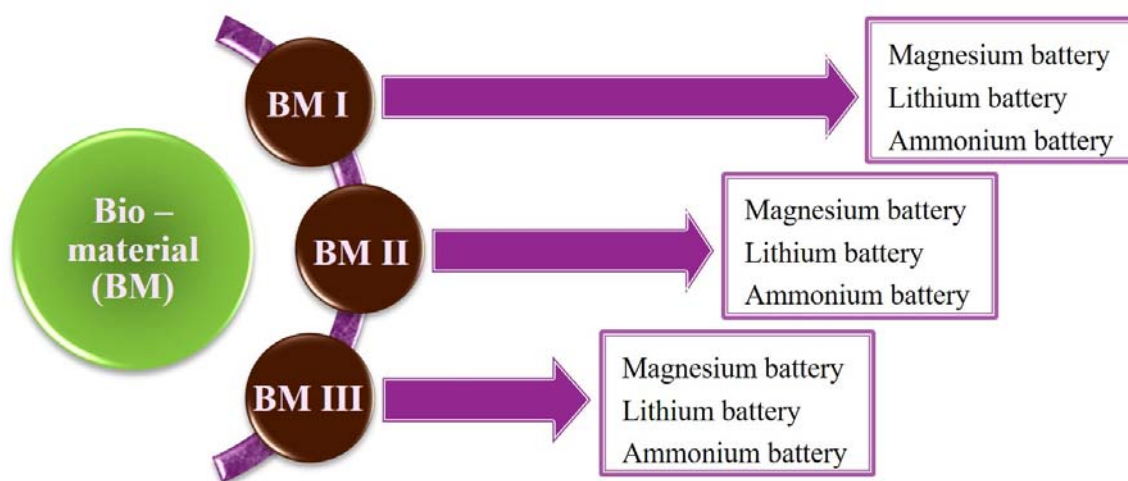 Bio –
material
(BM)
BM I
Magnesium battery
Lithium battery
Ammonium battery
BM II
Magnesium battery
Lithium battery
Ammonium battery
BM III
Magnesium battery
Lithium battery
Ammonium battery